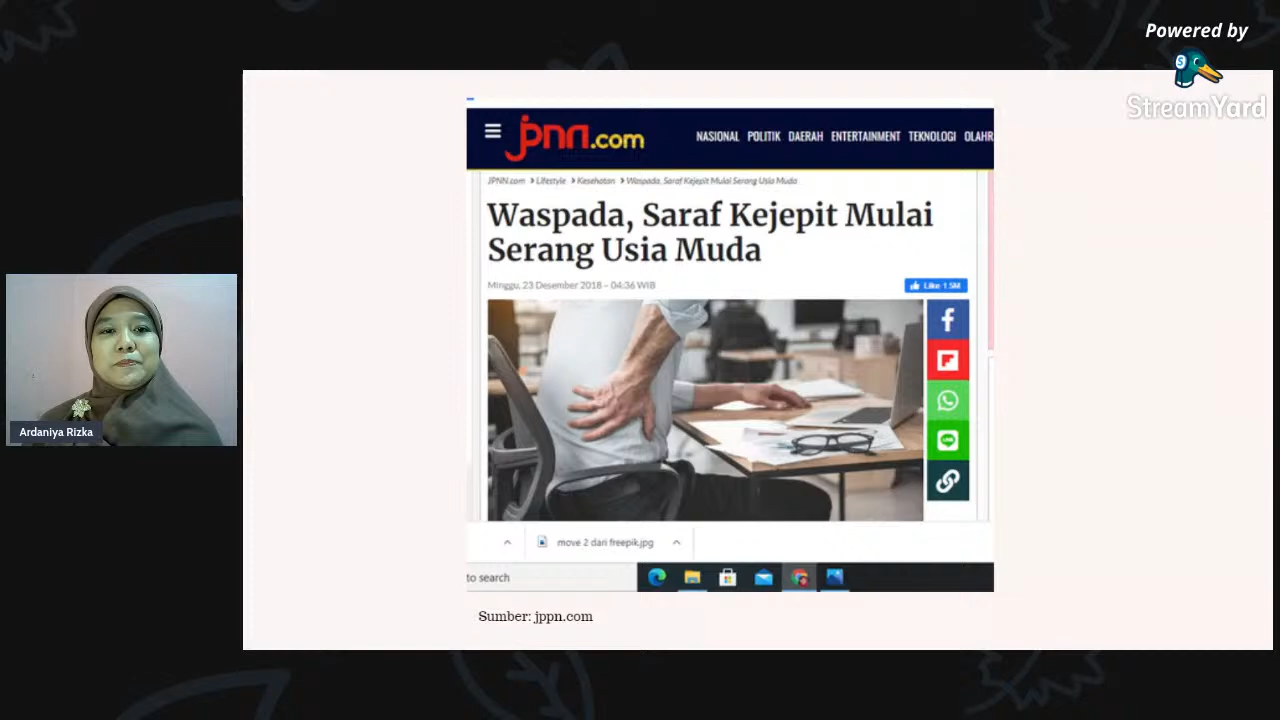 Powered by
StreamYard
jpnn.com
NASIONAL POLITIK DAERAH ENTERTAINMENT TEKNOLOGI OLAHR
JPNN.com > Lifestyle > Kesehatan > Waspada, Saraf Kejepit Mulai Serang Usia Muda
Waspada, Saraf Kejepit Mulai
Serang Usia Muda
Minggu, 23 Desember 2018 – 04:36 WIB
Like 1.5M
LINE
Ardaniya Rizka
move 2 dari freepik.jpg
to search
Sumber: jppn.com